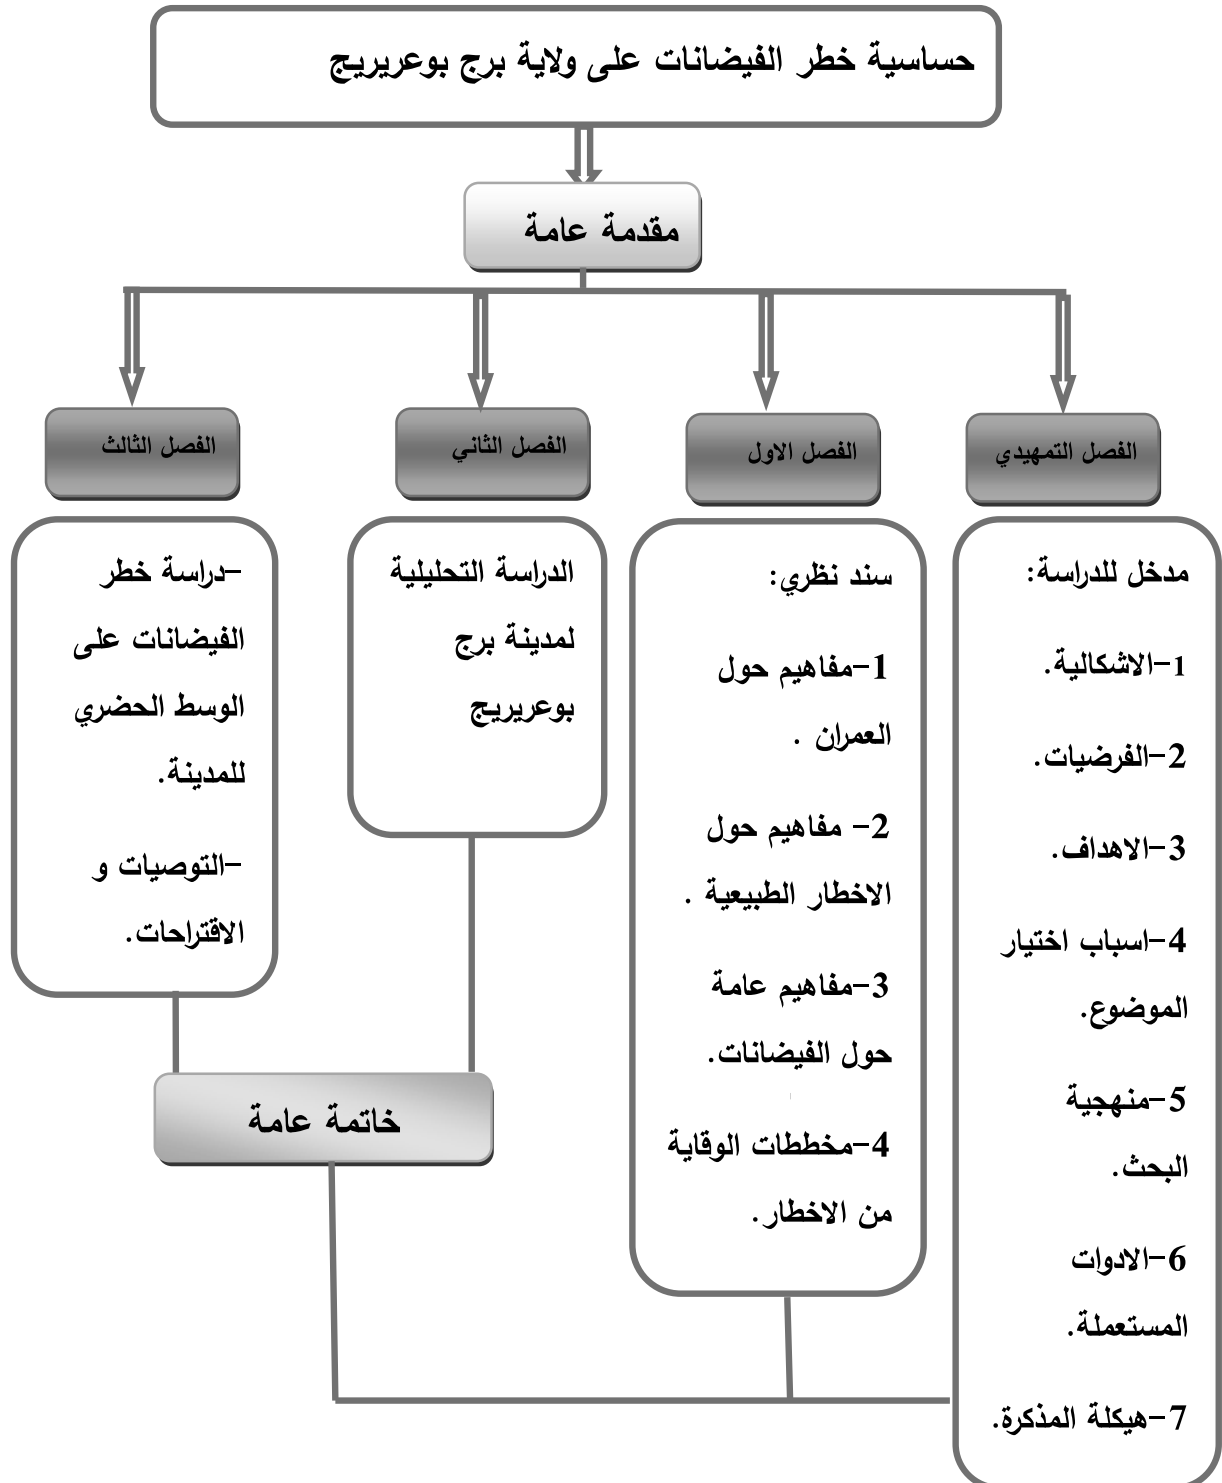 حساسية خطر الفيضانات على ولاية برج بوعريريج
مقدمة عامة
الفصل التمهيدي
الفصل الاول
الفصل الثاني
الفصل الثالث
مدخل للدراسة:
1-الاشكالية.
2-الفرضيات.
3-الاهداف.
4-اسباب اختيار
الموضوع.
5-منهجية
البحث.
6-الادوات
المستعملة.
7-هيكلة المذكرة.
سند نظري:
1-مفاهيم حول
العمران .
2- مفاهيم حول
الاخطار الطبيعية .
3-مفاهيم عامة
حول الفيضانات.
4-مخططات الوقاية
من الاخطار.
الدراسة التحليلية
لمدينة برج
بوعريريج
-دراسة خطر
الفيضانات على
الوسط الحضري
للمدينة.
-التوصيات و
الاقتراحات.
خاتمة عامة